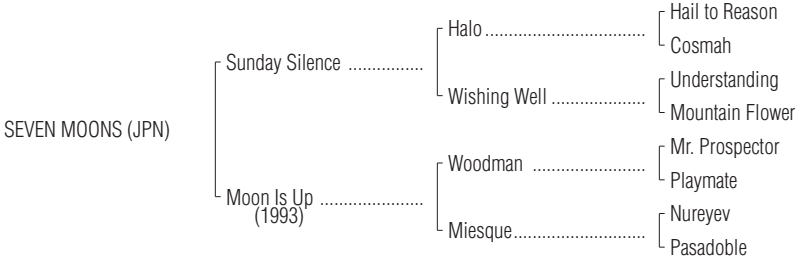 Hail to Reason
Halo
Cosmah
Sunday Silence
Understanding
Wishing Well
Mountain Flower
SEVEN MOONS (JPN)
Mr. Prospector
Woodman
Playmate
Moon Is Up
(1993)
Nureyev
Miesque
Pasadoble